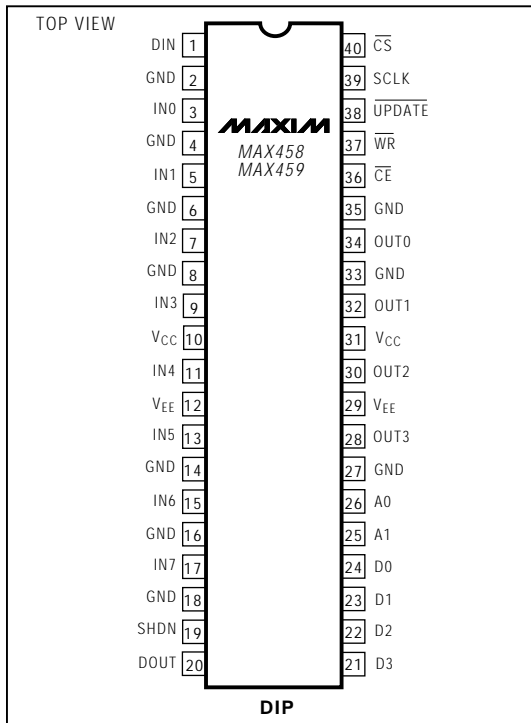 TOP VIEW
DIN 1 40 C̅S̅
GND 2 39 SCLK
IN0 3 38 U̅P̅D̅A̅T̅E̅
MAXIM
GND 4 37 W̅R̅
MAX458
MAX459
IN1 5 36 C̅E̅
GND 6 35 GND
IN2 7 34 OUT0
GND 8 33 GND
IN3 9 32 OUT1
VCC 10 31 VCC
IN4 11 30 OUT2
VEE 12 29 VEE
IN5 13 28 OUT3
GND 14 27 GND
IN6 15 26 A0
GND 16 25 A1
IN7 17 24 D0
GND 18 23 D1
SHDN 19 22 D2
DOUT 20 21 D3
DIP